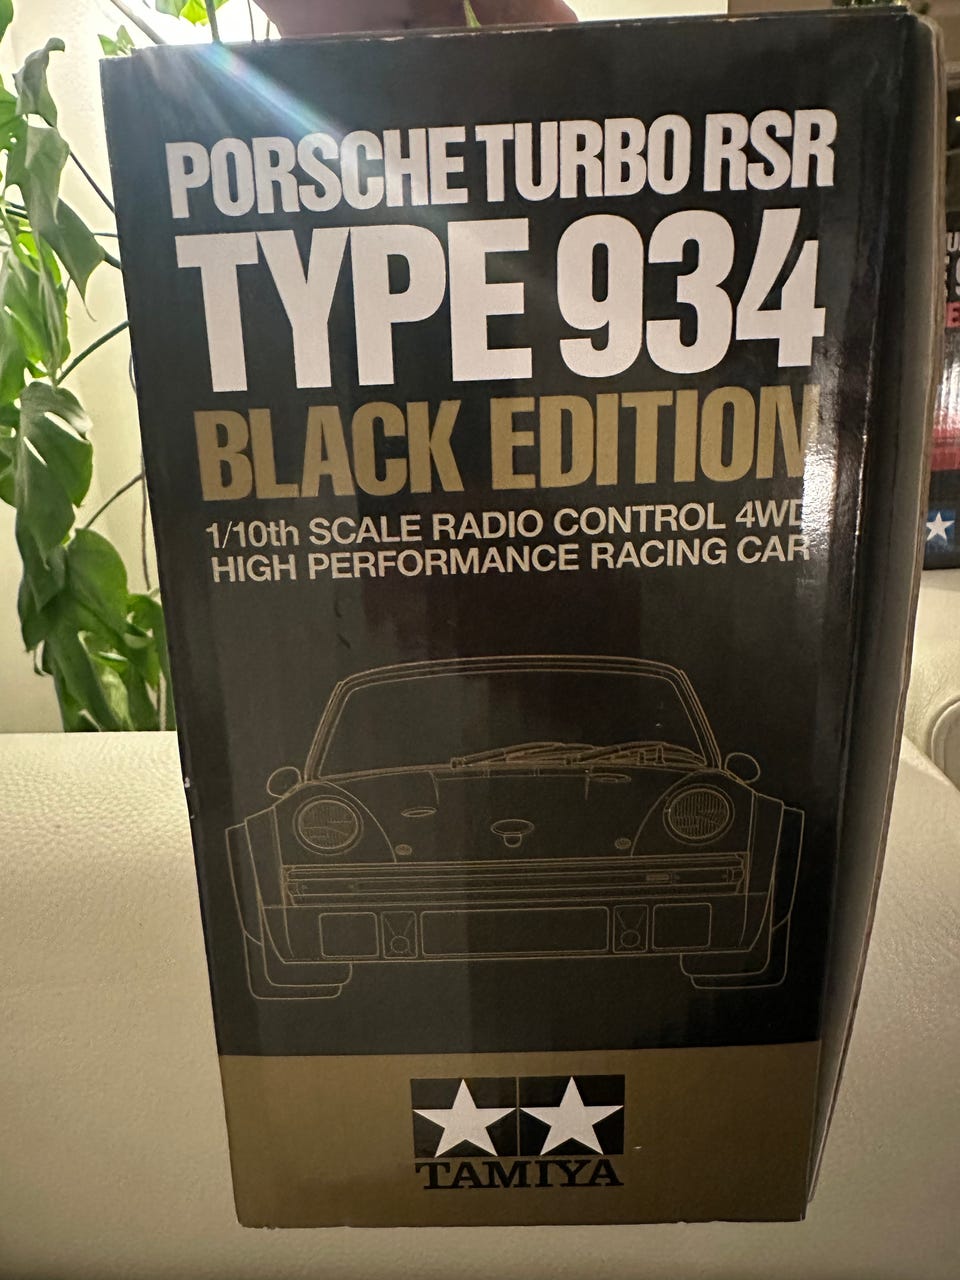 PORSCHE TURBO RSR
TYPE 934
BLACK EDITION
1/10th SCALE RADIO CONTROL 4WD
HIGH PERFORMANCE RACING CAR
TAMIYA